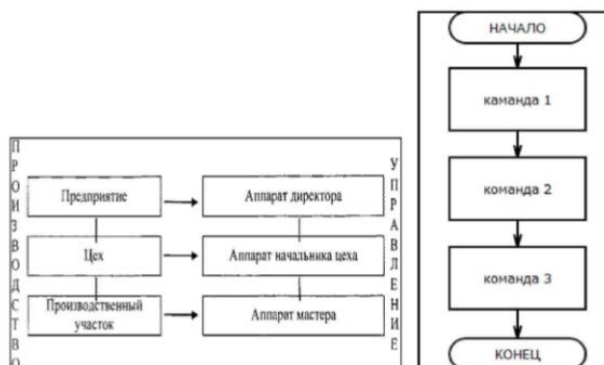 ПРОИЗВОДСТВО
Предприятие
Аппарат директора
Цех
Аппарат начальника цеха
Производственный
участок
Аппарат мастера
УПРАВЛЕНИЕ
НАЧАЛО
каманда 1
команда 2
команда 3
КОНЕЦ